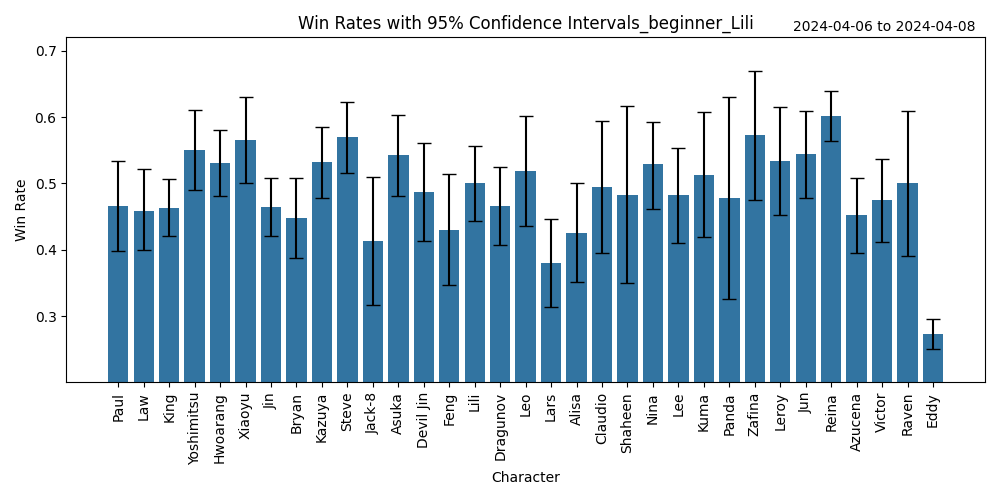 Win Rates with 95% Confidence Intervals_beginner_Lili
2024-04-06 to 2024-04-08
Win Rate
0.7
0.6
0.5
0.4
0.3
Paul
Law
King
Yoshimitsu
Hwoarang
Xiaoyu
Jin
Bryan
Kazuya
Steve
Jack-8
Asuka
Devil Jin
Feng
Lili
Dragunov
Leo
Lars
Alisa
Claudio
Shaheen
Nina
Lee
Kuma
Panda
Zafina
Leroy
Jun
Reina
Azucena
Victor
Raven
Eddy
Character